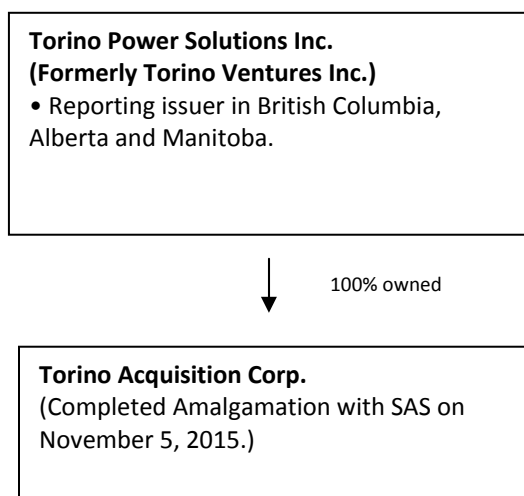 Torino Power Solutions Inc.
(Formerly Torino Ventures Inc.)
• Reporting issuer in British Columbia,
Alberta and Manitoba.
100% owned
Torino Acquisition Corp.
(Completed Amalgamation with SAS on
November 5, 2015.)